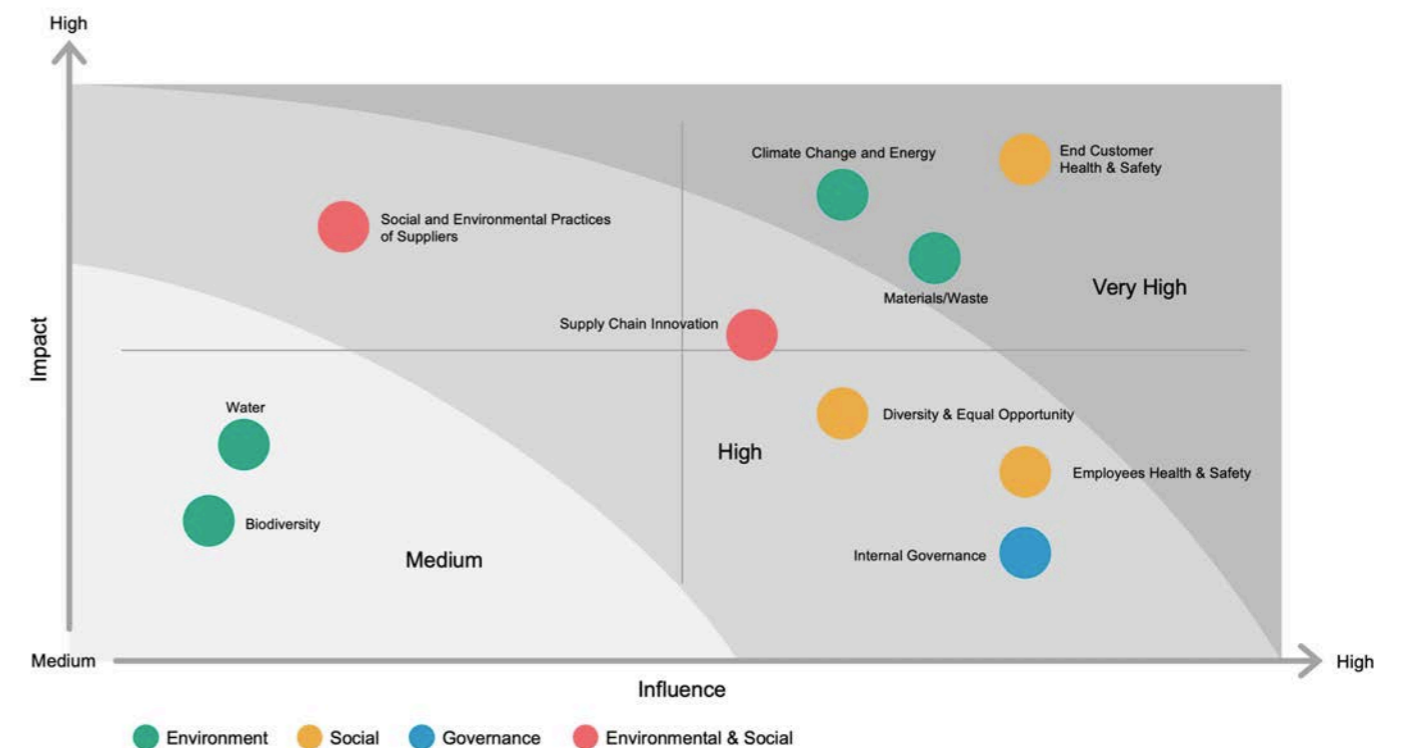 High
Climate Change and Energy
End Customer
Health & Safety
Social and Environmental Practices
of Suppliers
Very High
Materials/Waste
Supply Chain Innovation
Impact
Water
Diversity & Equal Opportunity
High
Employees Health & Safety
Biodiversity
Internal Governance
Medium
Medium
High
Influence
Environment
Social
Governance
Environmental & Social